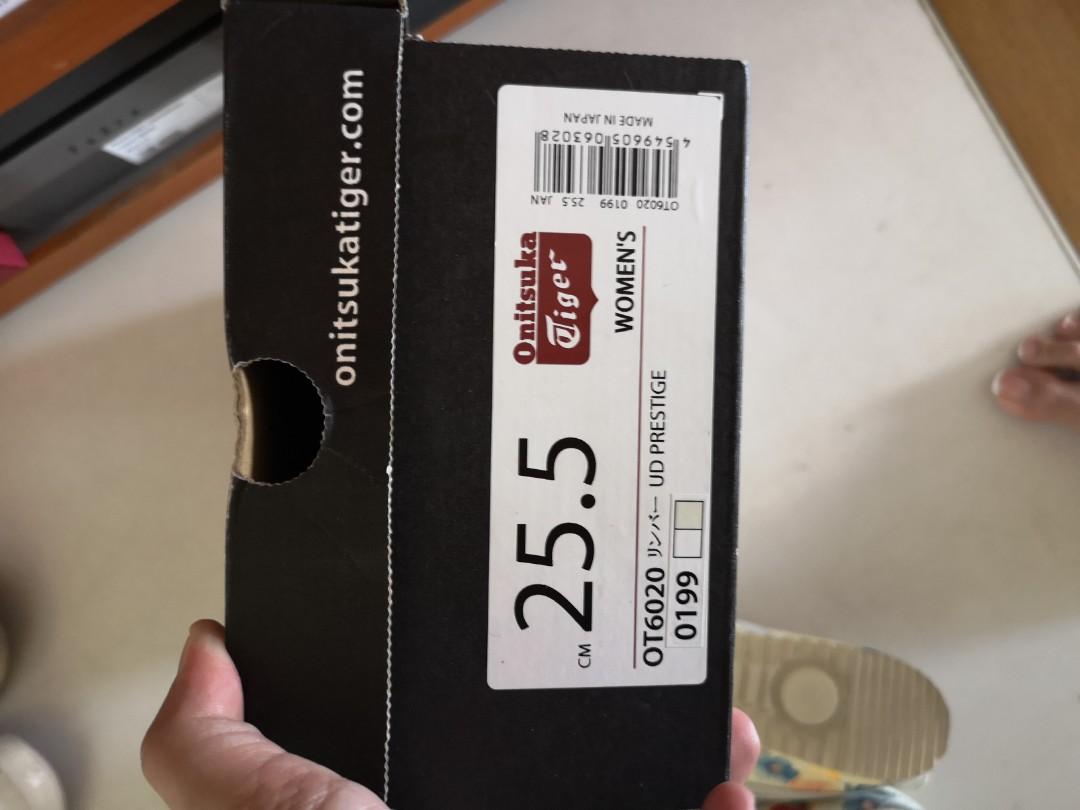 onitsukatiger.com
CM 25.5
Onitsuka
Tiger
WOMEN'S
OT6020 リンバー UD PRESTIGE
0199
OT6020 0199 25.5 JAN
4 549605 063028
MADE IN JAPAN